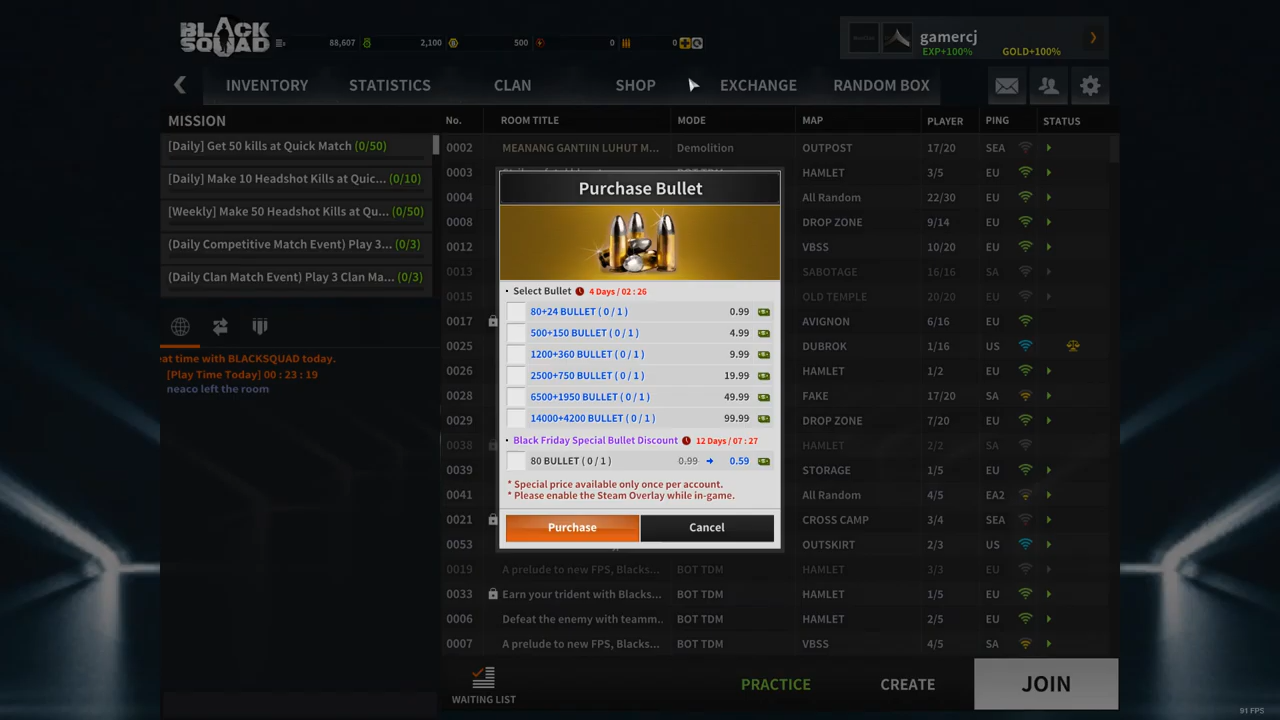 BLACK SQUAD
88,607
2,100
500
0
0
gamercj
EXP+100%
GOLD+100%
INVENTORY
STATISTICS
CLAN
SHOP
EXCHANGE
RANDOM BOX
MISSION
[Daily] Get 50 kills at Quick Match (0/50)
[Daily] Make 10 Headshot Kills at Quic... (0/10)
[Weekly] Make 50 Headshot Kills at Qu... (0/50)
(Daily Competitive Match Event) Play 3... (0/3)
(Daily Clan Match Event) Play 3 Clan Ma... (0/3)
eat time with BLACKSQUAD today.
[Play Time Today] 00 : 23 : 19
neaco left the room
No. ROOM TITLE MODE MAP PLAYER PING STATUS
0002 MEANANG GANTIIN LUHUT M... Demolition OUTPOST 17/20 SEA
0003 HAMLET 3/5 EU
0004 All Random 22/30 EU
0008 DROP ZONE 9/14 EU
0012 VBSS 10/20 EU
0013 SABOTAGE 16/16 SA
0015 OLD TEMPLE 20/20 EU
0017 AVIGNON 6/16 EU
0025 DUBROK 1/16 US
0026 HAMLET 1/2 EU
0028 FAKE 17/20 SA
0029 DROP ZONE 7/20 EU
0038 HAMLET 2/2 SA
0039 STORAGE 1/5 EU
0041 All Random 4/5 EA2
0021 CROSS CAMP 3/4 SEA
0053 OUTSKIRT 2/3 US
0019 A prelude to new FPS, Blacks... BOT TDM HAMLET 3/3 EU
0033 Earn your trident with Blacks... BOT TDM HAMLET 1/5 EU
0006 Defeat the enemy with teamm.. BOT TDM HAMLET 2/5 EU
0007 A prelude to new FPS, Blacks... BOT TDM VBSS 4/5 SA
Purchase Bullet
• Select Bullet 4 Days / 02 : 26
80+24 BULLET ( 0 / 1 ) 0.99
500+150 BULLET ( 0 / 1 ) 4.99
1200+360 BULLET ( 0 / 1 ) 9.99
2500+750 BULLET ( 0 / 1 ) 19.99
6500+1950 BULLET ( 0 / 1 ) 49.99
14000+4200 BULLET ( 0 / 1 ) 99.99
• Black Friday Special Bullet Discount 12 Days / 07 : 27
80 BULLET ( 0 / 1 ) 0.99 → 0.59
* Special price available only once per account.
* Please enable the Steam Overlay while in-game.
Purchase
Cancel
WAITING LIST
PRACTICE
CREATE
JOIN
91 FPS